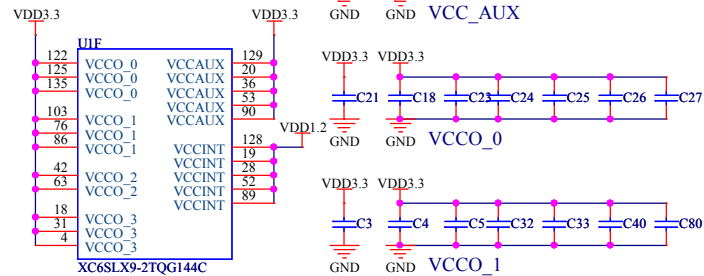 VDD3.3
VDD3.3
GND GND VCC_AUX
U1F
122 VCCO_0 VCCAUX 129
125 VCCO_0 VCCAUX 20
135 VCCO_0 VCCAUX 36
VCCAUX 53
103 VCCO_1 VCCAUX 90
76 VCCO_1
86 VCCO_1 VCCINT 128
VDD1.2
VCCINT 19
42 VCCO_2 VCCINT 28
63 VCCO_2 VCCINT 52
VCCINT 89
18 VCCO_3
31 VCCO_3
4 VCCO_3
XC6SLX9-2TQG144C
VDD3.3 VDD3.3
C21 C18 C23 C24 C25 C26 C27
GND GND VCCO_0
VDD3.3 VDD3.3
C3 C4 C5 C32 C33 C40 C80
GND GND VCCO_1